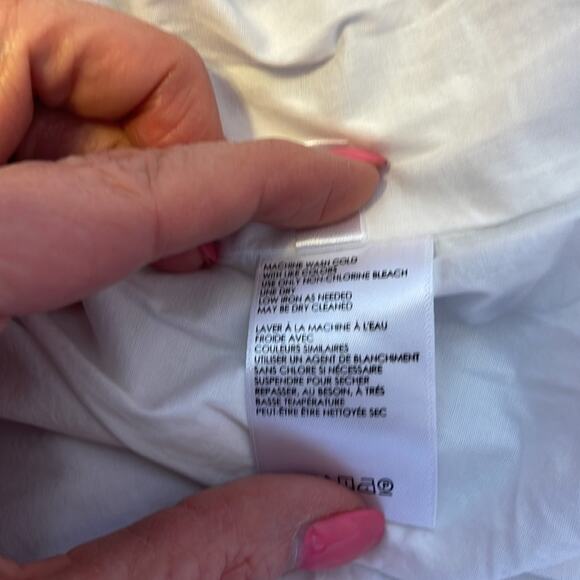 MACHINE WASH COLD
WITH LIKE COLORS
USE ONLY NON-CHLORINE BLEACH
LINE DRY
LOW IRON AS NEEDED
MAY BE DRY CLEANED
LAVER À LA MACHINE À L'EAU
FROIDE AVEC
COULEURS SIMILAIRES
UTILISER UN AGENT DE BLANCHIMENT
SANS CHLORE SI NÉCESSAIRE
SUSPENDRE POUR SECHER
REPASSER, AU BESOIN, À TRÈS
BASSE TEMPÉRATURE
PEUT-ÊTRE ÊTRE NETTOYÉE SEC
P